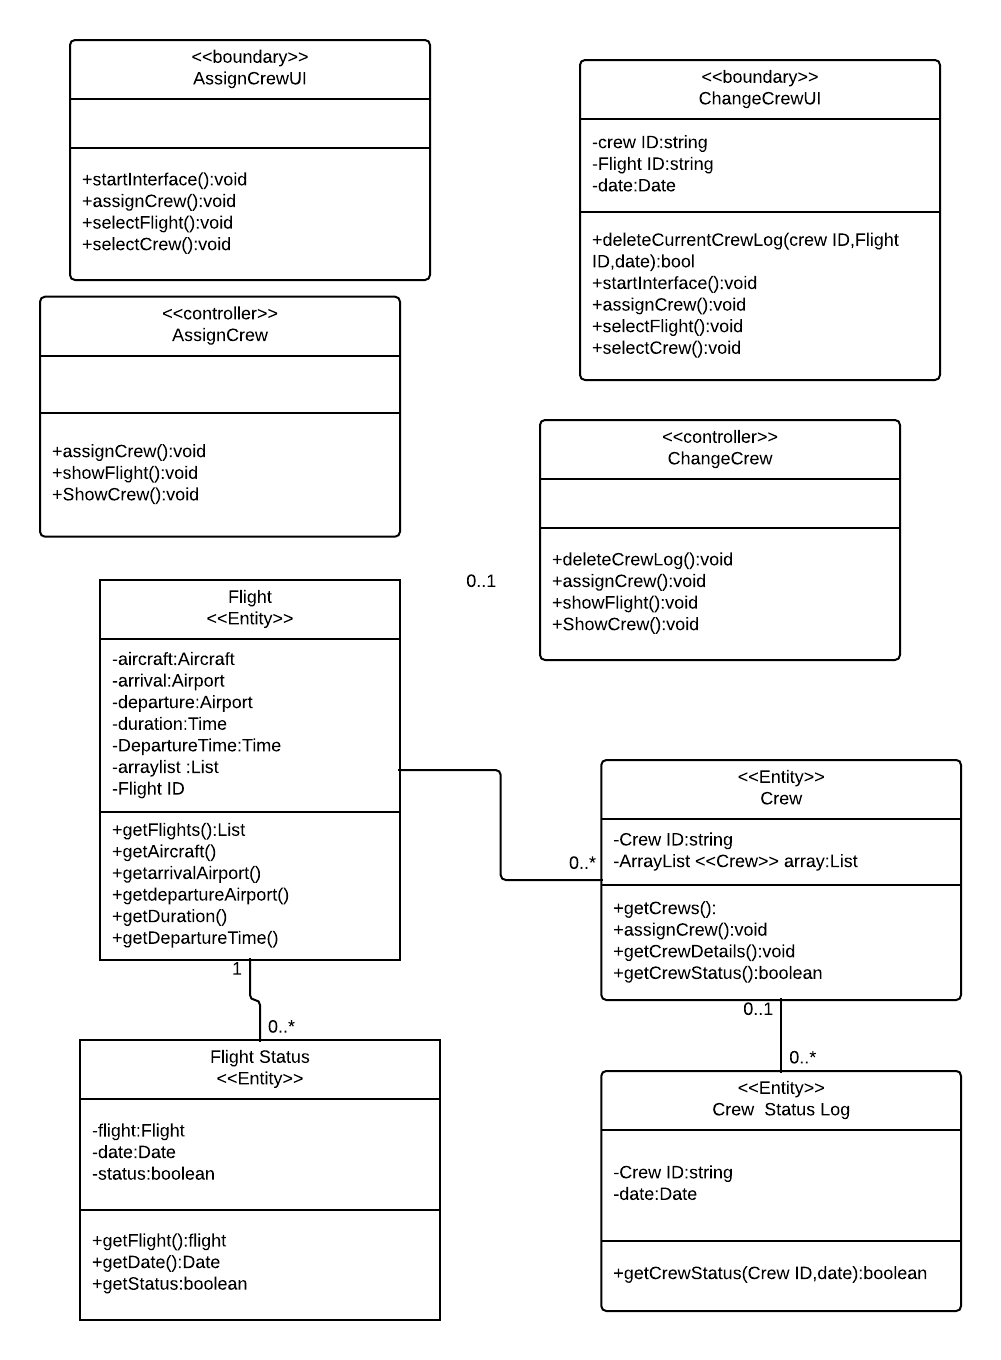 <<boundary>>
AssignCrewUI
+startInterface():void
+assignCrew():void
+selectFlight():void
+selectCrew():void
<<boundary>>
ChangeCrewUI
-crew ID:string
-Flight ID:string
-date:Date
+deleteCurrentCrewLog(crew ID,Flight
ID,date):bool
+startInterface():void
+assignCrew():void
+selectFlight():void
+selectCrew():void
<<controller>>
AssignCrew
+assignCrew():void
+showFlight():void
+ShowCrew():void
<<controller>>
ChangeCrew
+deleteCrewLog():void
+assignCrew():void
+showFlight():void
+ShowCrew():void
0..1
Flight
<<Entity>>
-aircraft:Aircraft
-arrival:Airport
-departure:Airport
-duration:Time
-DepartureTime:Time
-arraylist :List
-Flight ID
+getFlights():List
+getAircraft()
+getarrivalAirport()
+getdepartureAirport()
+getDuration()
+getDepartureTime()
0..*
<<Entity>>
Crew
-Crew ID:string
-ArrayList <<Crew>> array:List
+getCrews():
+assignCrew():void
+getCrewDetails():void
+getCrewStatus():boolean
1
0..*
Flight Status
<<Entity>>
-flight:Flight
-date:Date
-status:boolean
+getFlight():flight
+getDate():Date
+getStatus:boolean
0..1
0..*
<<Entity>>
Crew  Status Log
-Crew ID:string
-date:Date
+getCrewStatus(Crew ID,date):boolean